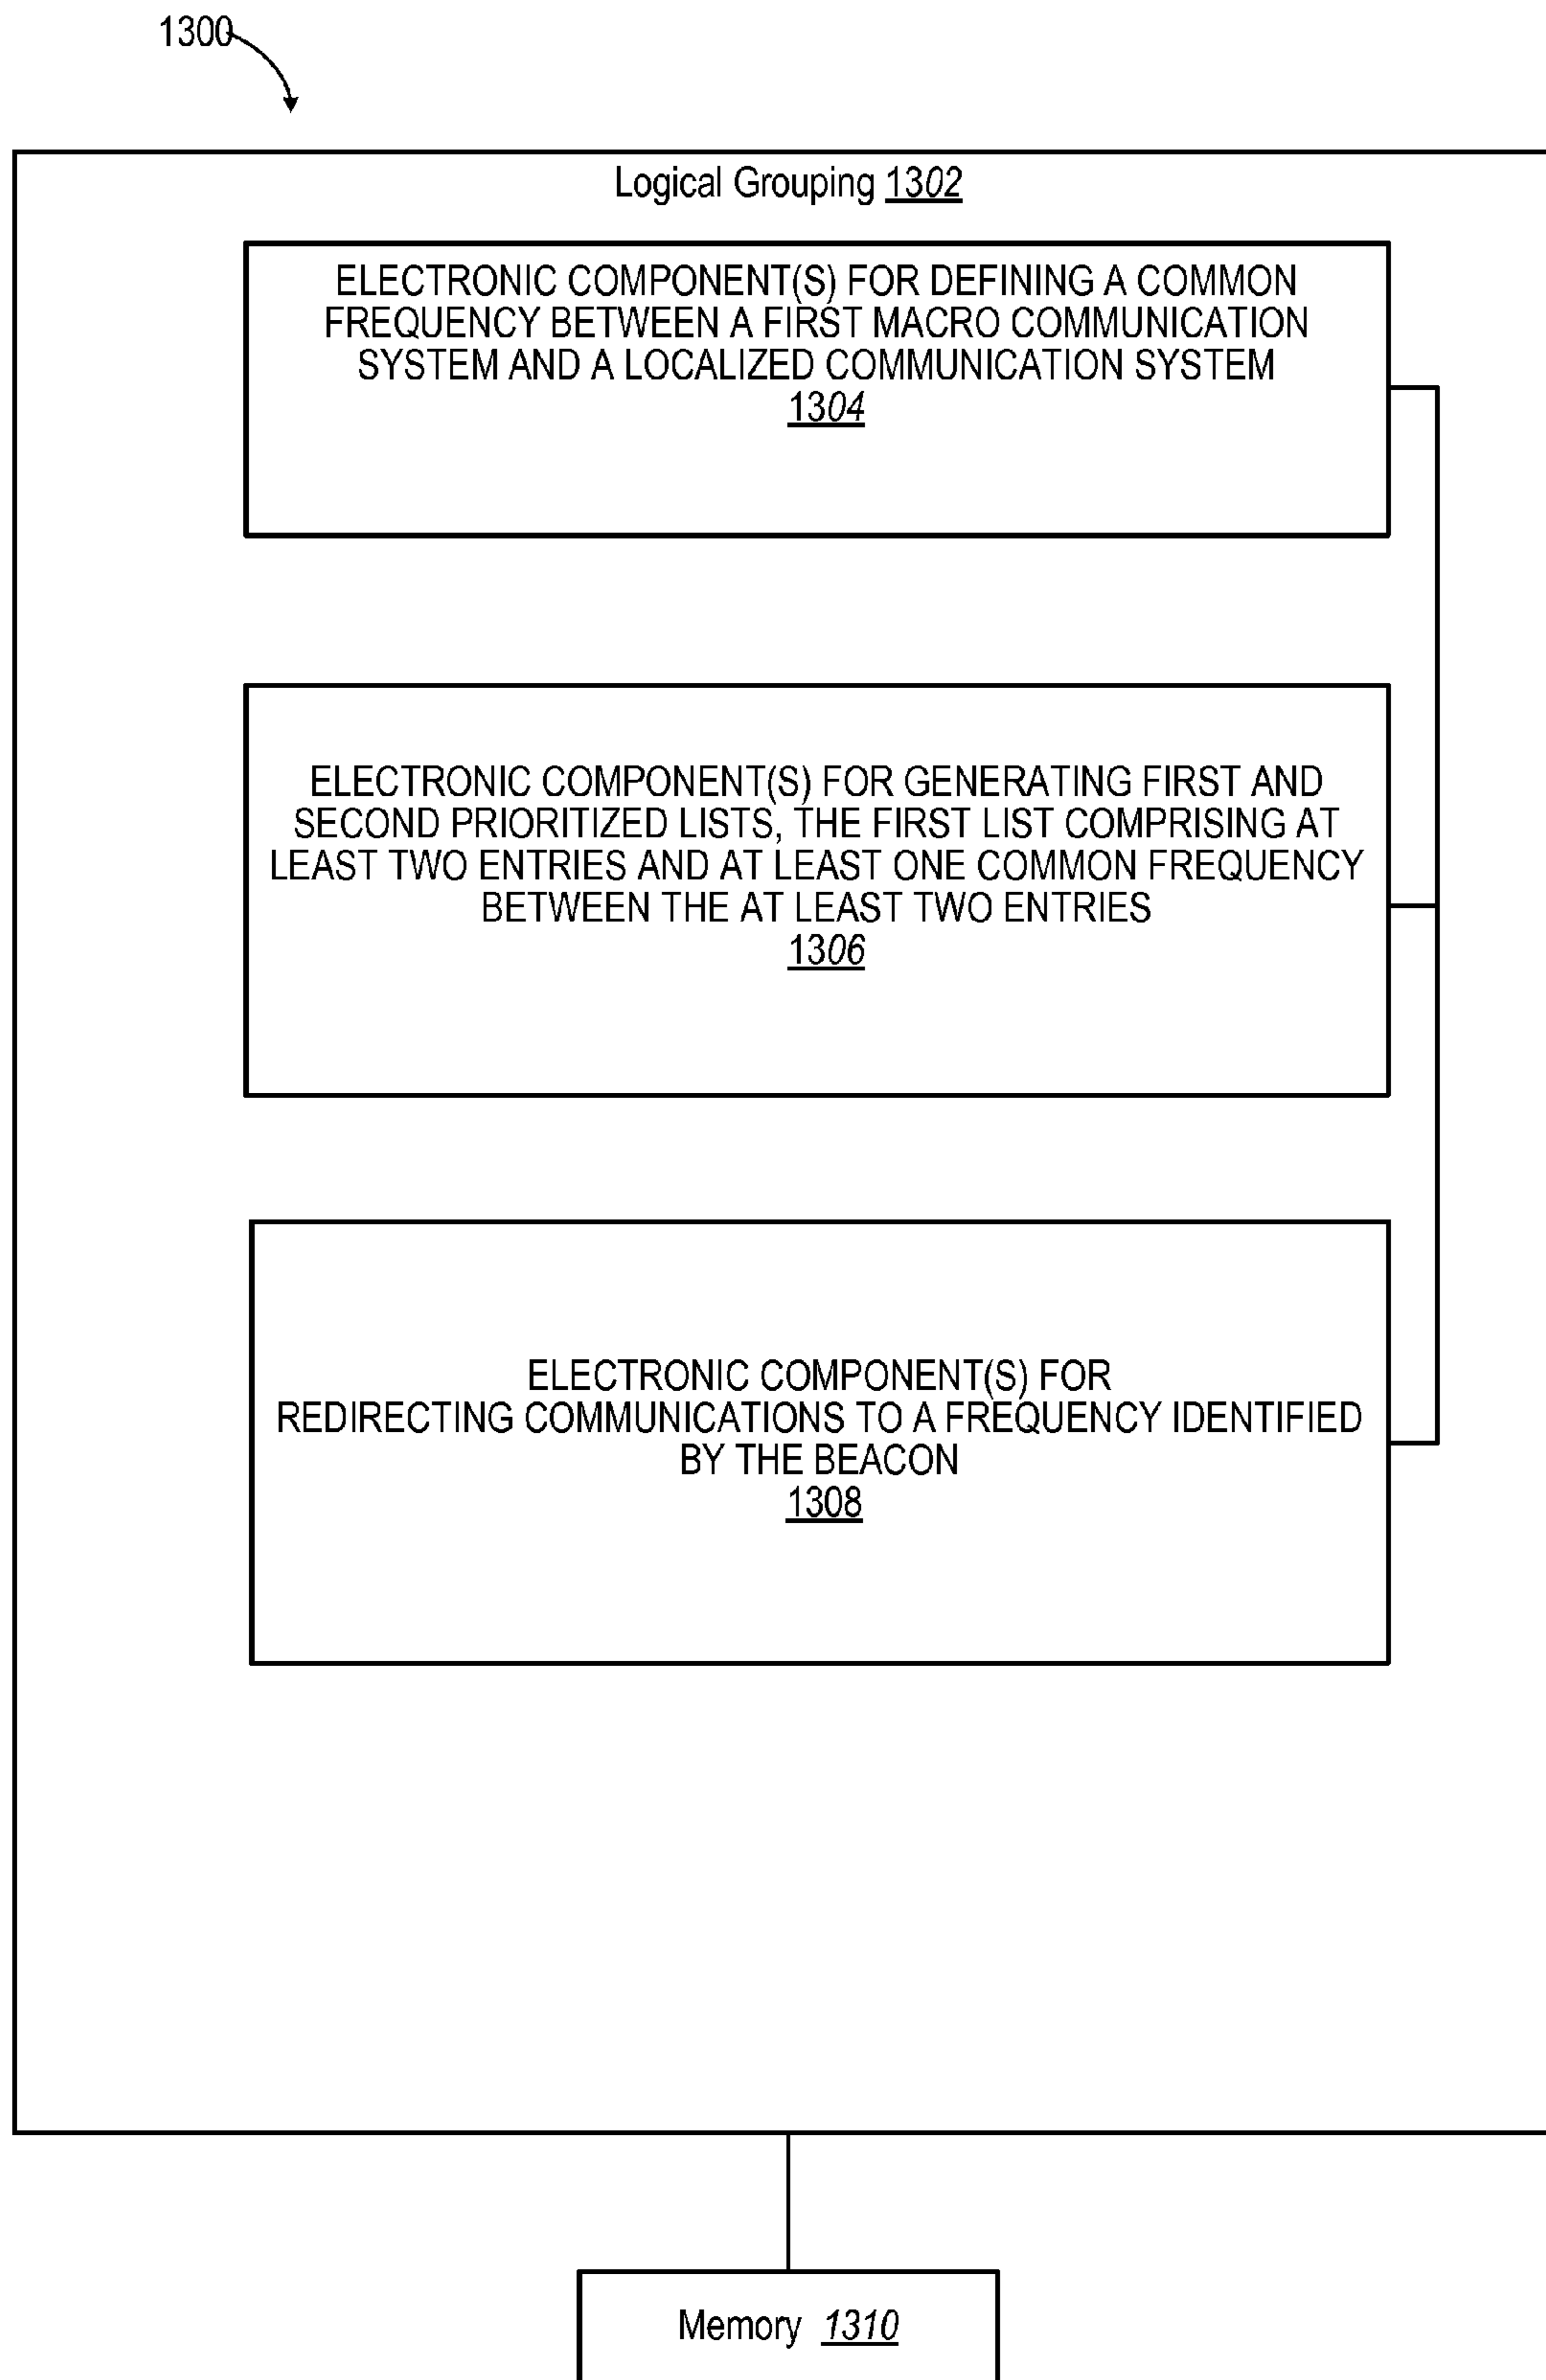 1300
Logical Grouping 1302
ELECTRONIC COMPONENT(S) FOR DEFINING A COMMON
FREQUENCY BETWEEN A FIRST MACRO COMMUNICATION
SYSTEM AND A LOCALIZED COMMUNICATION SYSTEM
1304
ELECTRONIC COMPONENT(S) FOR GENERATING FIRST AND
SECOND PRIORITIZED LISTS, THE FIRST LIST COMPRISING AT
LEAST TWO ENTRIES AND AT LEAST ONE COMMON FREQUENCY
BETWEEN THE AT LEAST TWO ENTRIES
1306
ELECTRONIC COMPONENT(S) FOR
REDIRECTING COMMUNICATIONS TO A FREQUENCY IDENTIFIED
BY THE BEACON
1308
Memory 1310